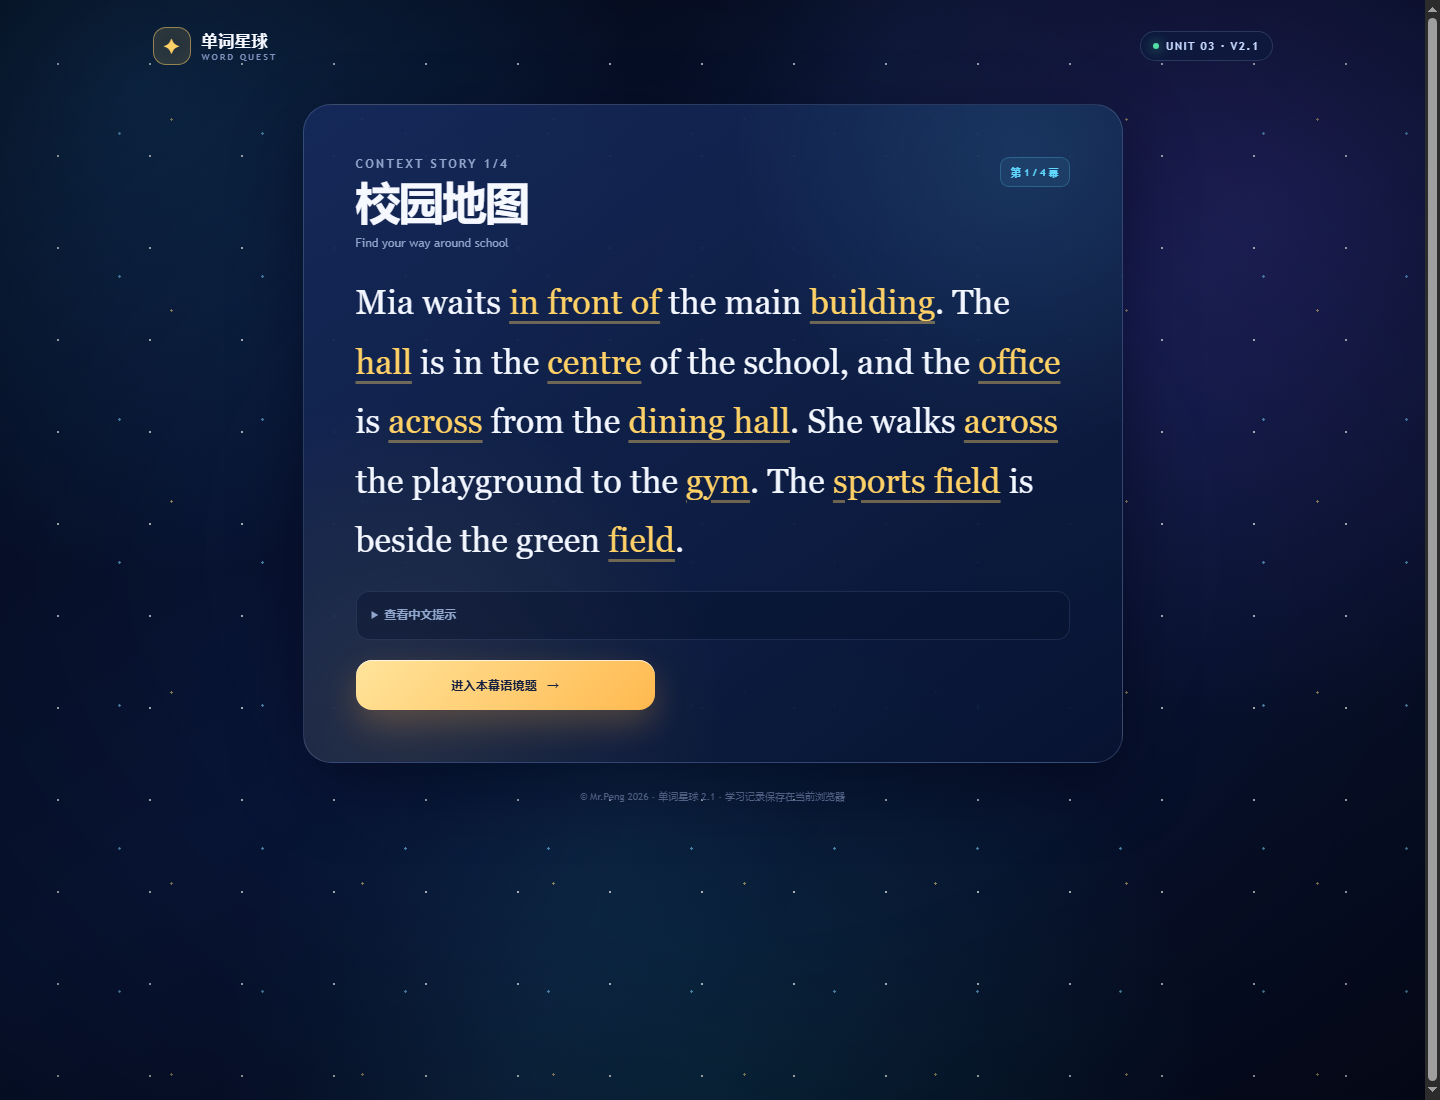 单词星球
WORD QUEST
UNIT 03 · V2.1
CONTEXT STORY 1/4
第 1 / 4 幕
校园地图
Find your way around school
Mia waits in front of the main building. The
hall is in the centre of the school, and the office
is across from the dining hall. She walks across
the playground to the gym. The sports field is
beside the green field.
查看中文提示
进入本幕语境题 →
© Mr.Peng 2026 · 单词星球 2.1 · 学习记录保存在当前浏览器